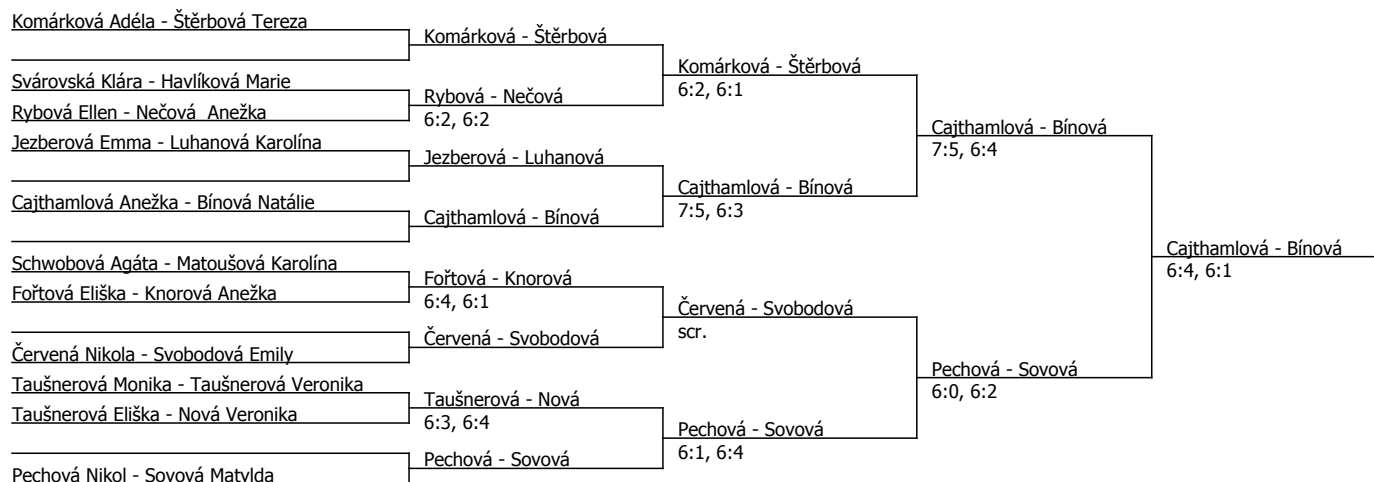 Komárková Adéla - Štěrbová Tereza
Svárovská Klára - Havlíková Marie
Rybová Ellen - Nečová  Anežka
Jezberová Emma - Luhanová Karolína
Cajthamlová Anežka - Bínová Natálie
Schwobová Agáta - Matoušová Karolína
Fořtová Eliška - Knorová Anežka
Červená Nikola - Svobodová Emily
Taušnerová Monika - Taušnerová Veronika
Taušnerová Eliška - Nová Veronika
Pechová Nikol - Sovová Matylda
Komárková - Štěrbová
Rybová - Nečová
6:2, 6:2
Jezberová - Luhanová
Cajthamlová - Bínová
Fořtová - Knorová
6:4, 6:1
Červená - Svobodová
Taušnerová - Nová
6:3, 6:4
Pechová - Sovová
Komárková - Štěrbová
6:2, 6:1
Cajthamlová - Bínová
7:5, 6:3
Červená - Svobodová
scr.
Pechová - Sovová
6:1, 6:4
Cajthamlová - Bínová
7:5, 6:4
Pechová - Sovová
6:0, 6:2
Cajthamlová - Bínová
6:4, 6:1